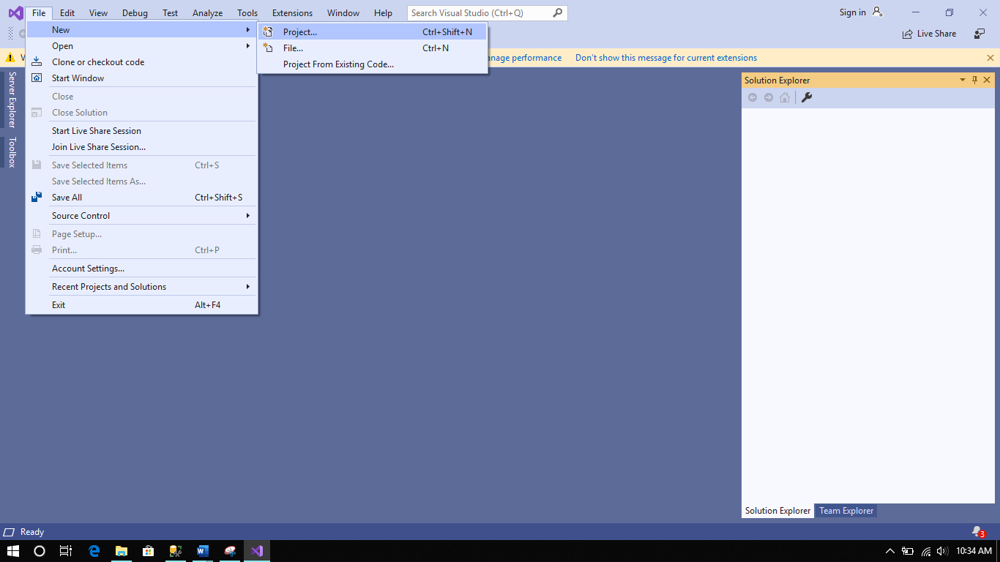 File Edit View Debug Test Analyze Tools Extensions Window Help Search Visual Studio (Ctrl+Q) Sign in
New Project... Ctrl+Shift+N
Live Share
Open File... Ctrl+N
anage performance Don't show this message for current extensions
Clone or checkout code Project From Existing Code...
Start Window
Solution Explorer
Server Explorer
Toolbox
Close
Close Solution
Start Live Share Session
Join Live Share Session...
Save Selected Items Ctrl+S
Save Selected Items As...
Save All Ctrl+Shift+S
Source Control
Page Setup...
Print... Ctrl+P
Account Settings...
Recent Projects and Solutions
Exit Alt+F4
Solution Explorer Team Explorer
Ready
3
10:34 AM